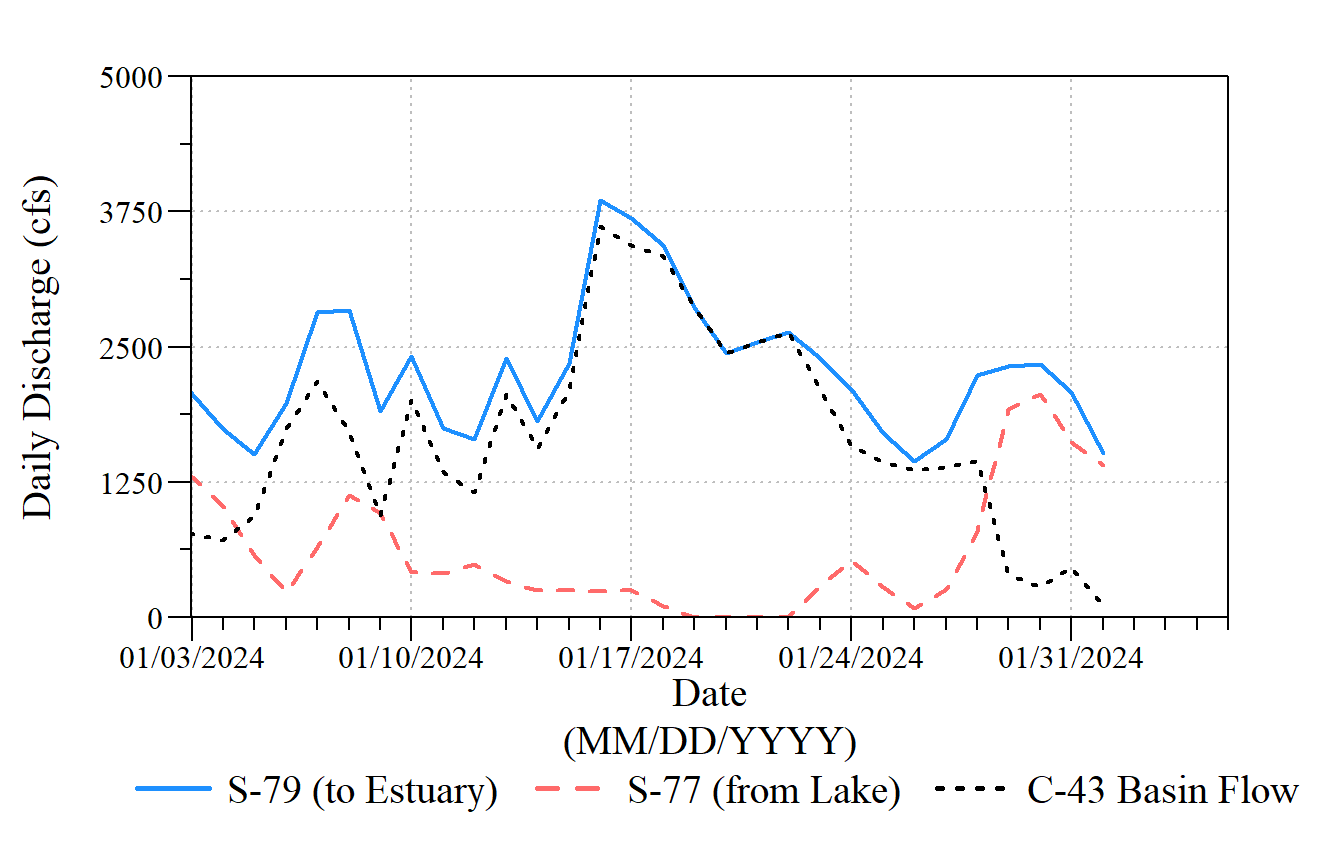 5000
3750
2500
1250
0
Daily Discharge (cfs)
01/03/2024 01/10/2024 01/17/2024 01/24/2024 01/31/2024
Date
(MM/DD/YYYY)
S-79 (to Estuary) S-77 (from Lake) C-43 Basin Flow